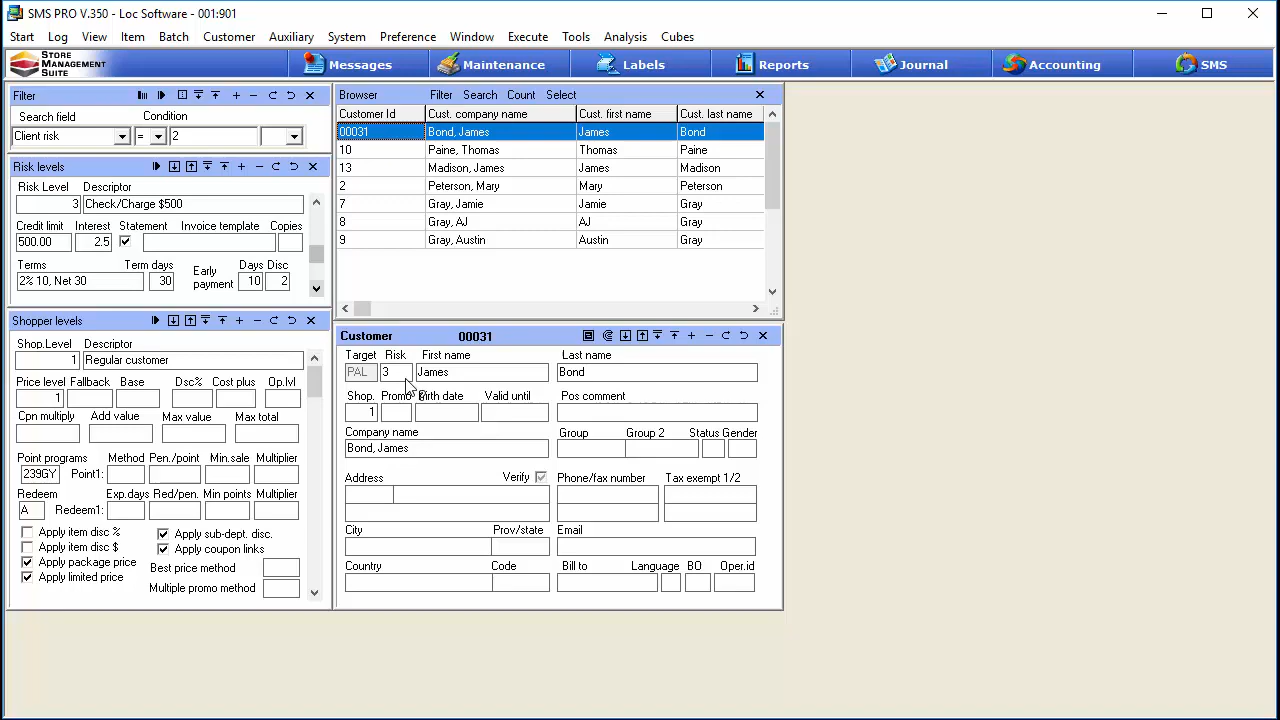 SMS PRO V.350 - Loc Software - 001:901
Start Log View Item Batch Customer Auxiliary System Preference Window Execute Tools Analysis Cubes
STORE MANAGEMENT SUITE
Messages Maintenance Labels Reports Journal Accounting SMS
Filter
Search field Condition
Client risk = 2
Risk levels
Risk Level Descriptor
3 Check/Charge $500
Credit limit Interest Statement Invoice template Copies
500.00 2.5
Terms Term days Early payment Days Disc
2% 10, Net 30 30 10 2
Shopper levels
Shop.Level Descriptor
1 Regular customer
Price level Fallback Base Dsc% Cost plus Op.lvl
1
Cpn multiply Add value Max value Max total
Point programs Method Pen./point Min.sale Multiplier
239GY Point1:
Redeem Exp.days Red/pen. Min points Multiplier
A Redeem1:
Apply item disc % Apply sub-dept. disc.
Apply item disc $ Apply coupon links
Apply package price Best price method
Apply limited price Multiple promo method
Browser Filter Search Count Select
Customer Id Cust. company name Cust. first name Cust. last name
00031 Bond, James James Bond
10 Paine, Thomas Thomas Paine
13 Madison, James James Madison
2 Peterson, Mary Mary Peterson
7 Gray, Jamie Jamie Gray
8 Gray, AJ AJ Gray
9 Gray, Austin Austin Gray
Customer 00031
Target Risk First name Last name
PAL 3 James Bond
Shop. Promo Birth date Valid until Pos comment
1
Company name Group Group 2 Status Gender
Bond, James
Address Verify Phone/fax number Tax exempt 1/2
City Prov/state Email
Country Code Bill to Language BO Oper.id